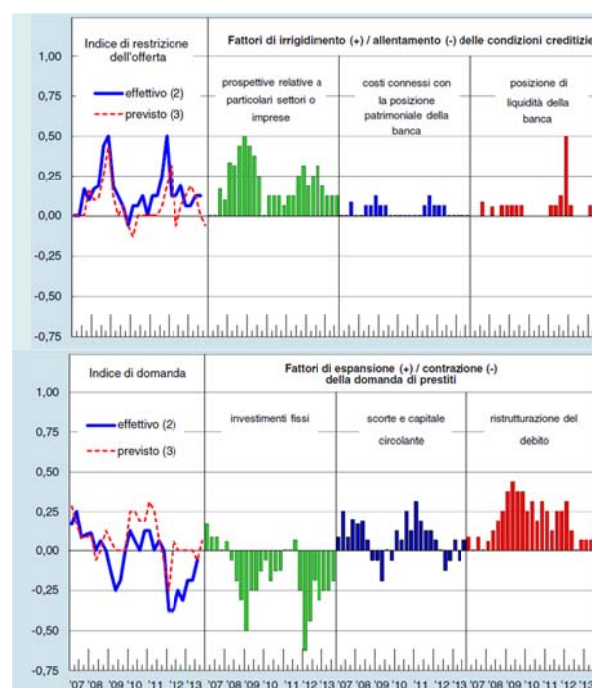 Indice di restrizione
dell'offerta
Fattori di irrigidimento (+) / allentamento (-) delle condizioni creditizie
effettivo (2)
previsto (3)
prospettive relative a
particolari settori o
imprese
costi connessi con
la posizione
patrimoniale della
banca
posizione di
liquidità della
banca
1,00
0,75
0,50
0,25
0,00
-0,25
-0,50
-0,75
Indice di domanda
Fattori di espansione (+) / contrazione (-)
della domanda di prestiti
effettivo (2)
previsto (3)
investimenti fissi
scorte e capitale
circolante
ristrutturazione del
debito
1,00
0,75
0,50
0,25
0,00
-0,25
-0,50
-0,75
'07 '08 '09 '10 '11 '12 '13 '07 '08 '09 '10 '11 '12 '13 '07 '08 '09 '10 '11 '12 '13 '07 '08 '09 '10 '11 '12 '13